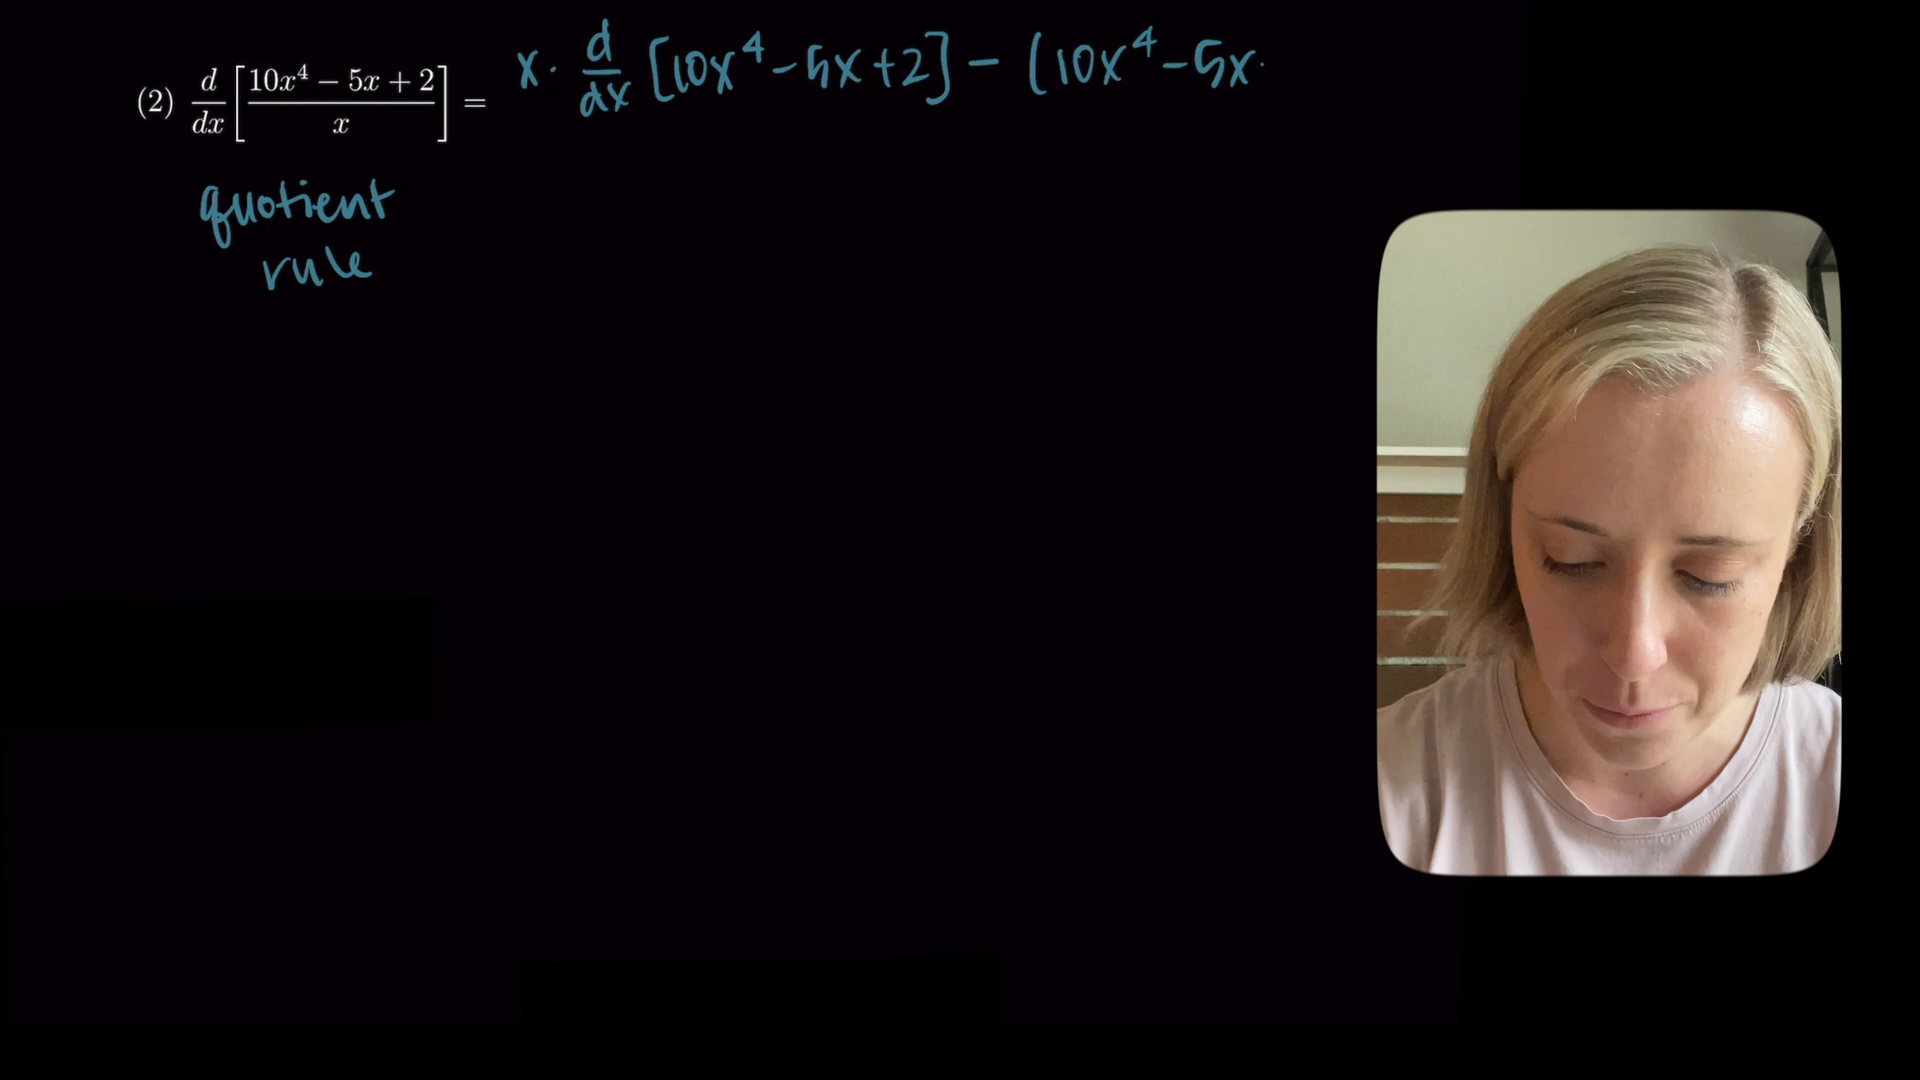 (2) d/dx [(10x⁴ − 5x + 2)/x] = x · d/dx [10x⁴ − 5x + 2] − (10x⁴ − 5x
quotient
rule